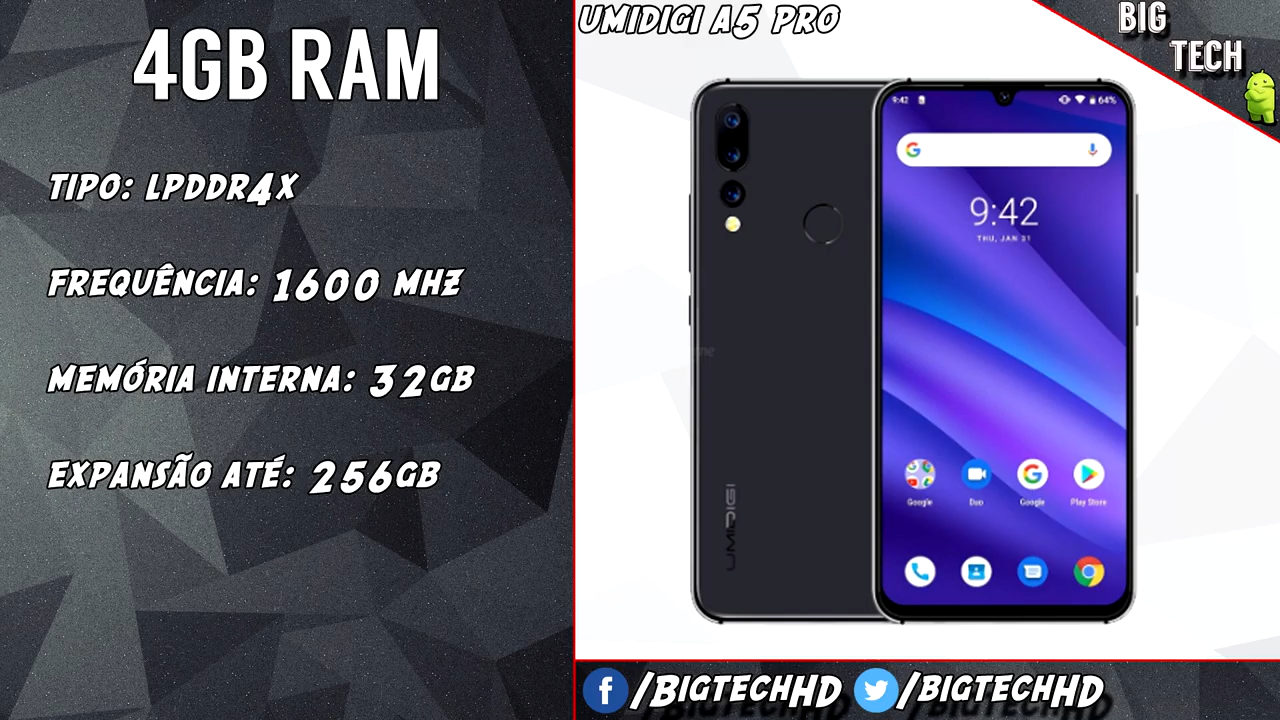 4GB RAM
TIPO: LPDDR4X
FREQUÊNCIA: 1600 MHZ
MEMÓRIA INTERNA: 32GB
EXPANSÃO ATÉ: 256GB
UMIDIGI A5 PRO
BIG
TECH
9:42
64%
9:42
THU, JAN 31
Google
Duo
Google
Play Store
UMIDIGI
/BIGTECHHD
/BIGTECHHD